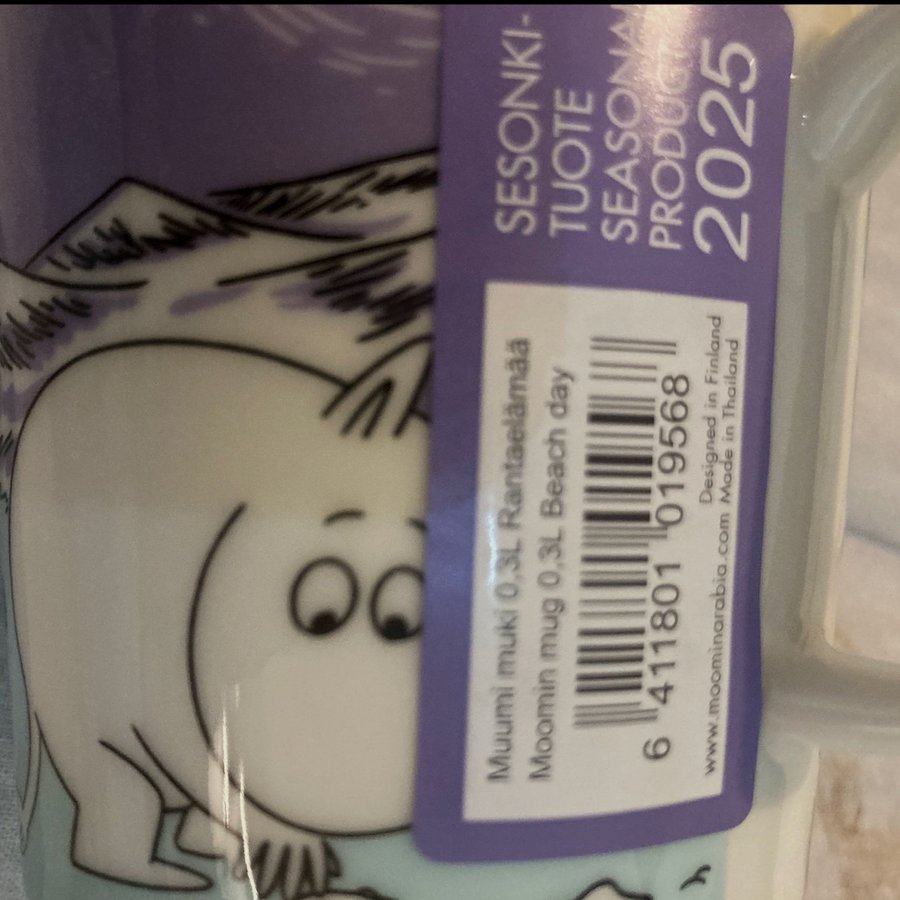 SESONKI-
TUOTE
SEASONAL
PRODUCT
2025
Muumi muki 0,3L Rantaelämää
Moomin mug 0,3L Beach day
6 411801 019568
Designed in Finland
www.moominarabia.com Made in Thailand